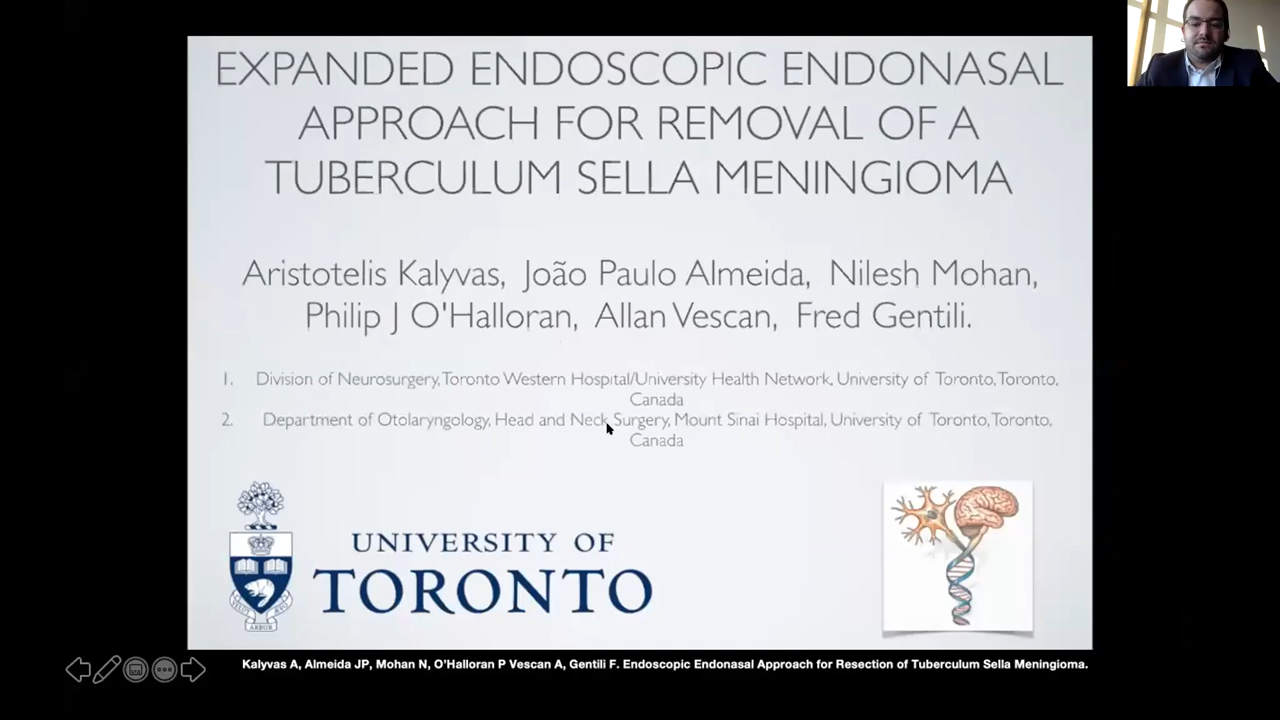 EXPANDED ENDOSCOPIC ENDONASAL
APPROACH FOR REMOVAL OF A
TUBERCULUM SELLA MENINGIOMA
Aristotelis Kalyvas, João Paulo Almeida, Nilesh Mohan,
Philip J O'Halloran, Allan Vescan, Fred Gentili.
1. Division of Neurosurgery, Toronto Western Hospital/University Health Network, University of Toronto, Toronto,
Canada
2. Department of Otolaryngology, Head and Neck Surgery, Mount Sinai Hospital, University of Toronto, Toronto,
Canada
UNIVERSITY OF
TORONTO
ARBOR
Kalyvas A, Almeida JP, Mohan N, O’Halloran P Vescan A, Gentili F. Endoscopic Endonasal Approach for Resection of Tuberculum Sella Meningioma.